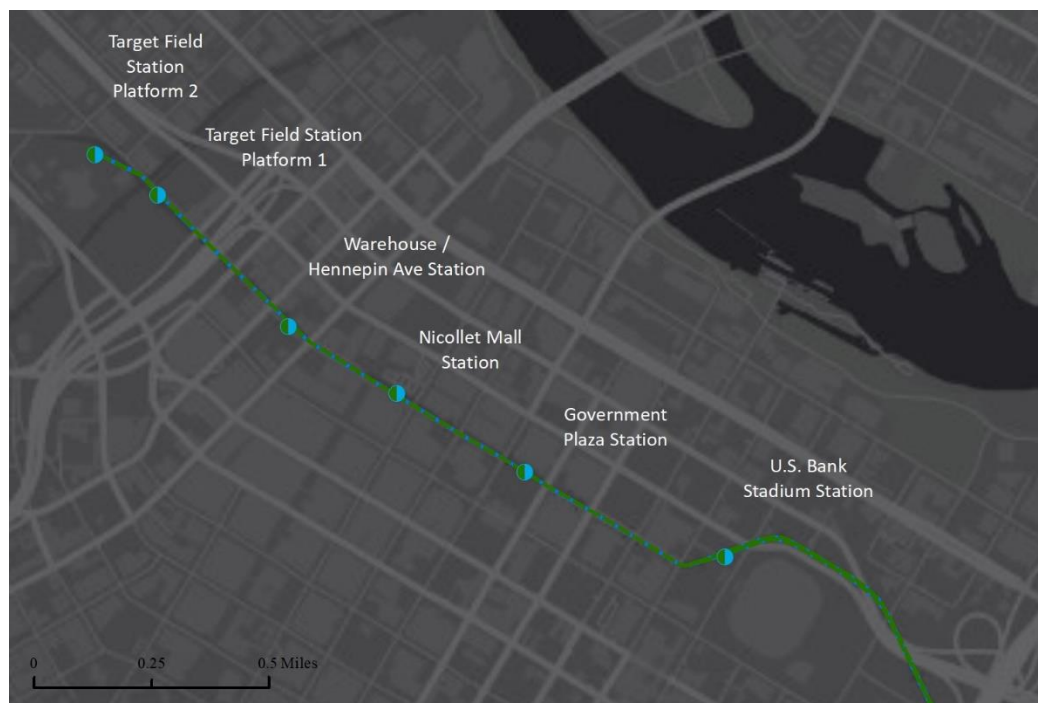 Target Field
Station
Platform 2
Target Field Station
Platform 1
Warehouse /
Hennepin Ave Station
Nicollet Mall
Station
Government
Plaza Station
U.S. Bank
Stadium Station
0 0.25 0.5 Miles